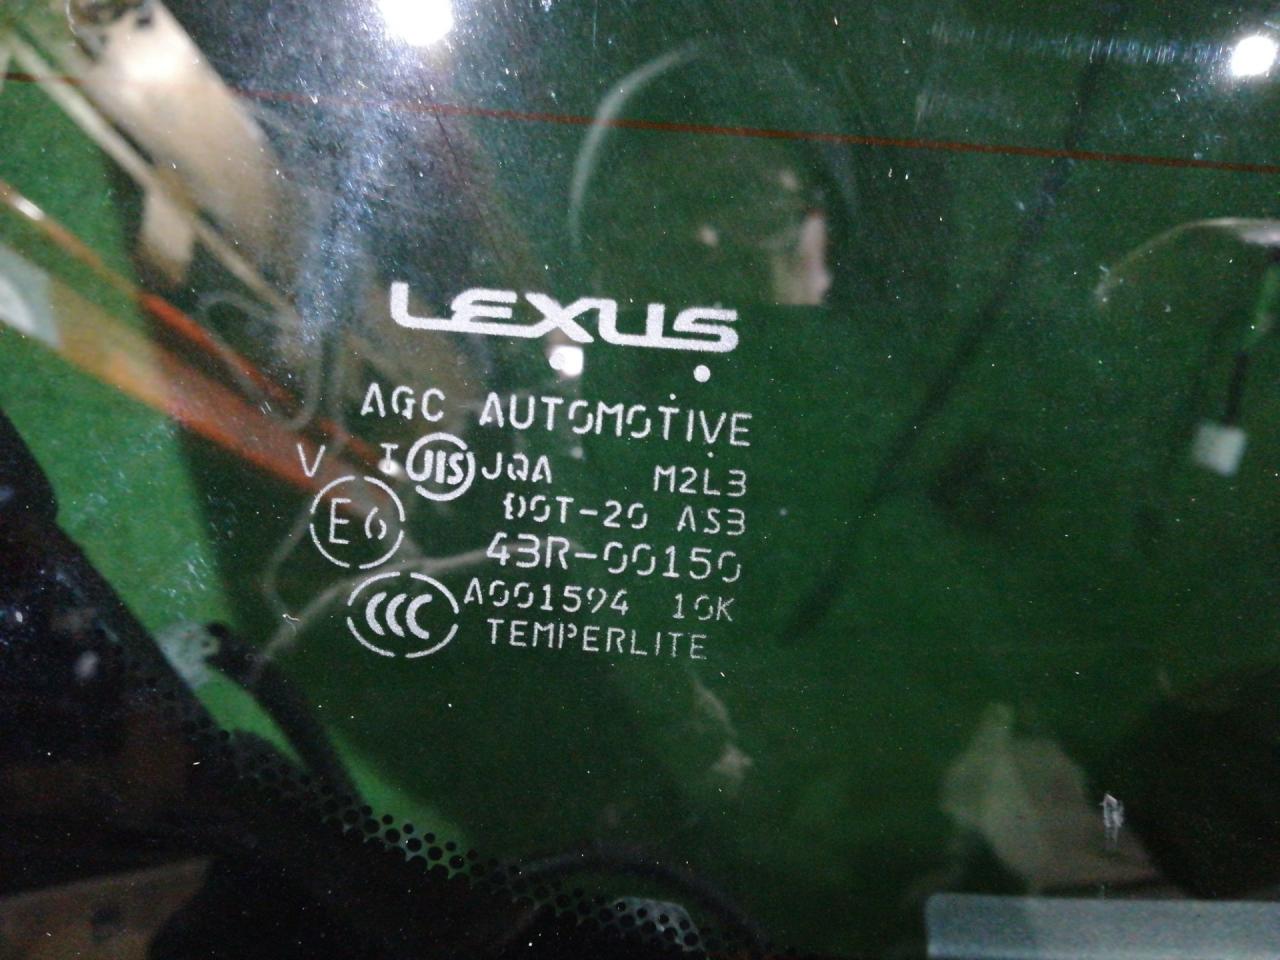 LEXUS
AGC AUTOMOTIVE
V T JIS JQA M2L3
DOT-20 AS3
E6 43R-00150
CCC A001594 10K
TEMPERLITE